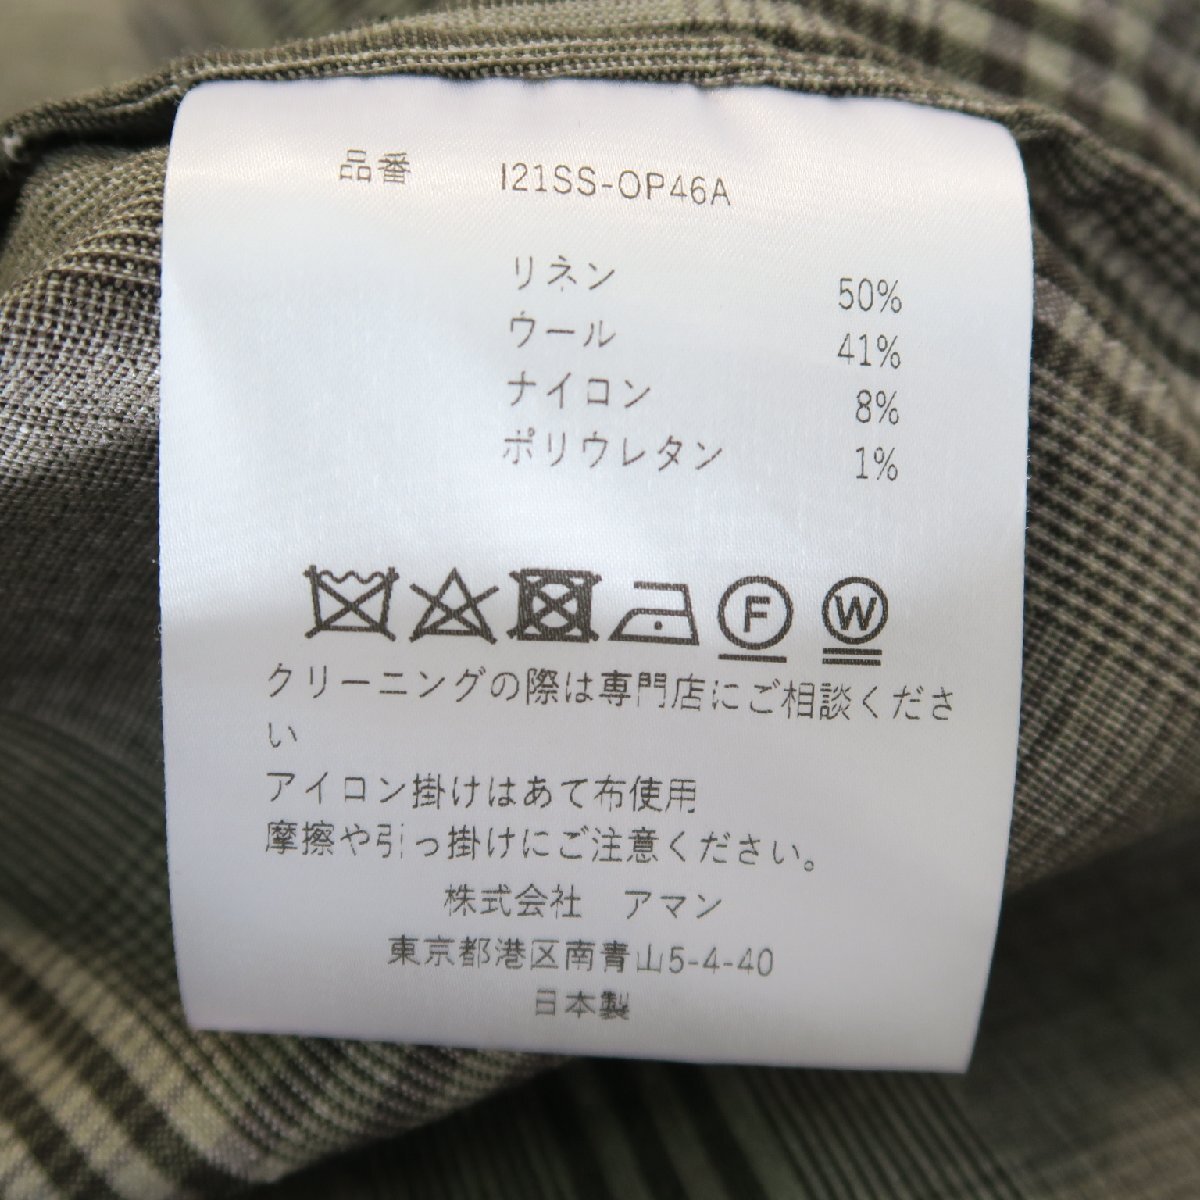 品番 I21SS-OP46A
リネン 50%
ウール 41%
ナイロン 8%
ポリウレタン 1%
F W
クリーニングの際は専門店にご相談くださ
い
アイロン掛けはあて布使用
摩擦や引っ掛けにご注意ください。
株式会社 アマン
東京都港区南青山5-4-40
日本製